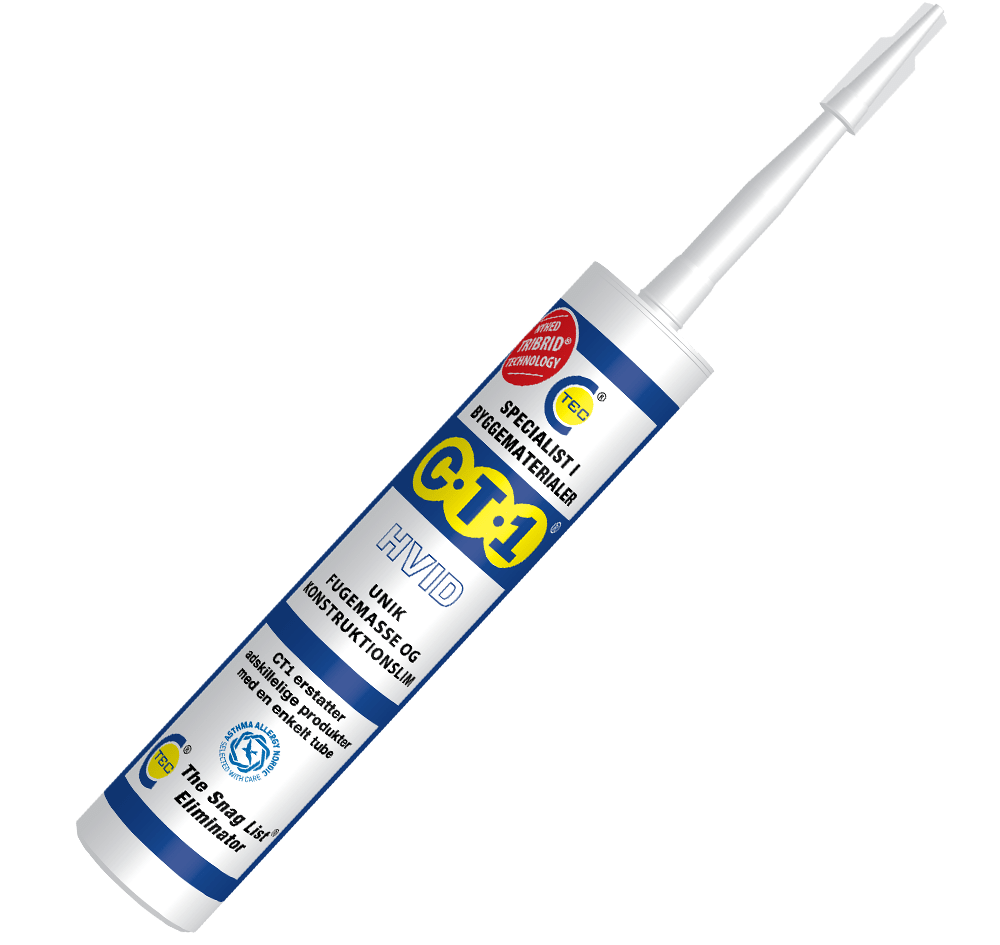 NYHED
TRIBRID®
TECHNOLOGY
C TEC ®
SPECIALIST I
BYGGEMATERIALER
C·T·1 ®
HVID
UNIK
FUGEMASSE OG
KONSTRUKTIONSLIM
CT1 erstatter
adskillelige produkter
med en enkelt tube
ASTHMA ALLERGY NORDIC
SELECTED WITH CARE
C TEC ®
The Snag List ®
Eliminator